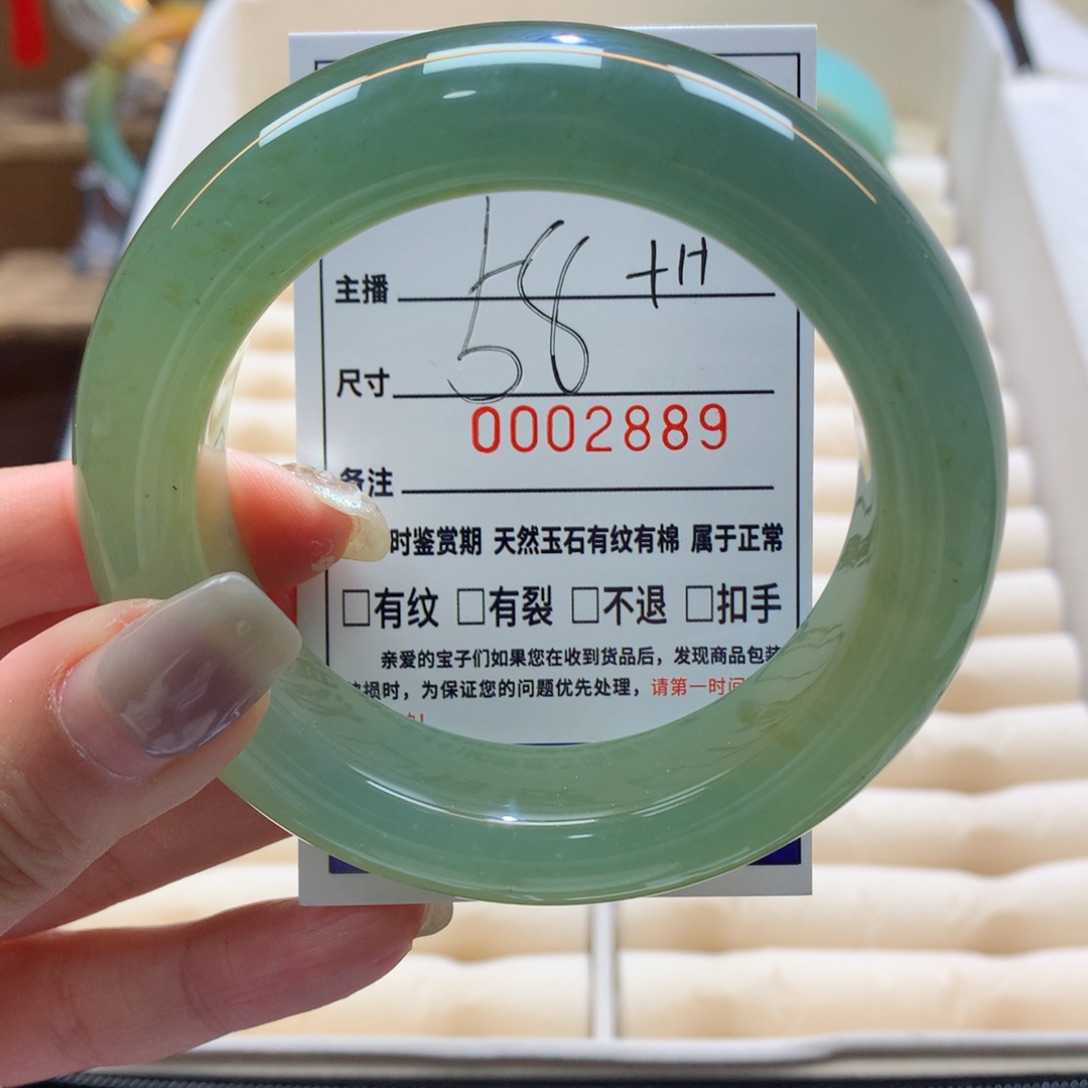 主播
58
尺寸
0002889
备注
时鉴赏期 天然玉石有纹有棉 属于正常
□有纹 □有裂 □不退 □扣手
亲爱的宝子们如果您在收到货品后，发现商品包装
损时，为保证您的问题优先处理，请第一时间